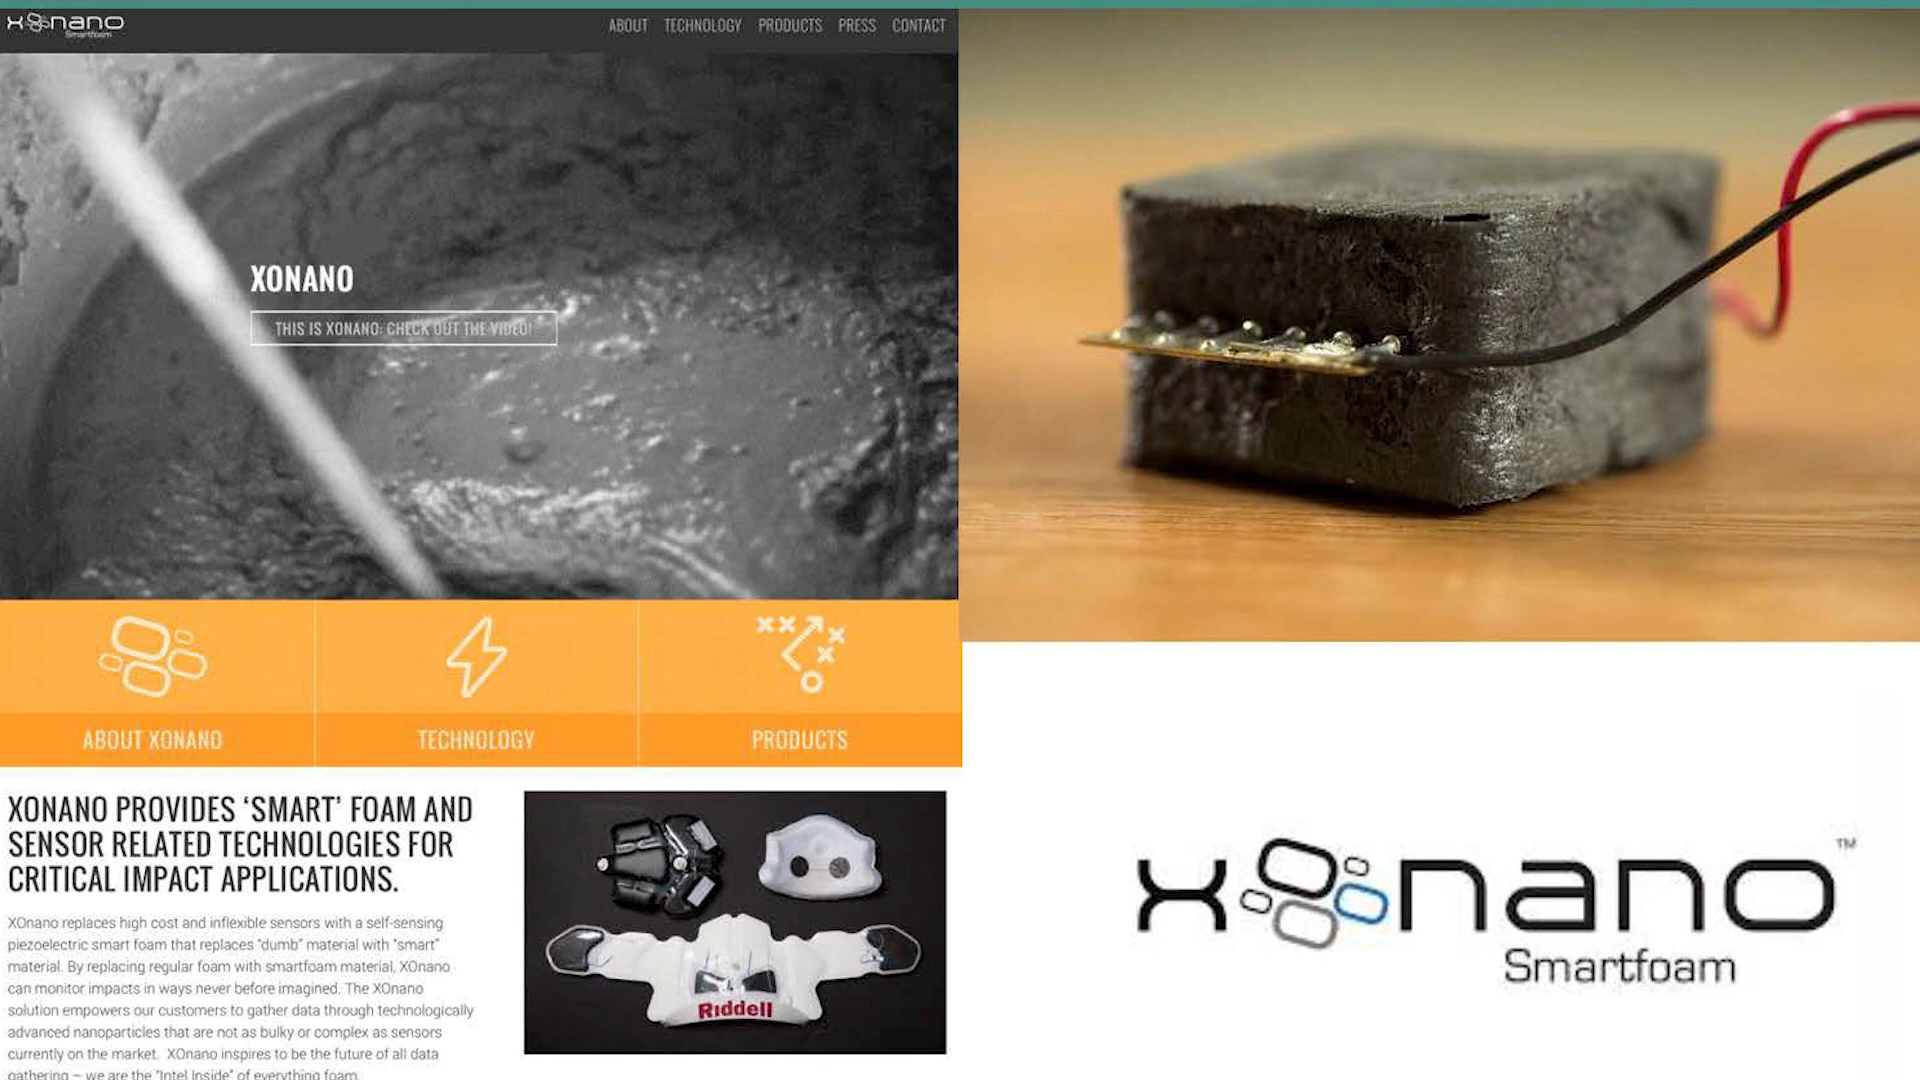 xonano
Smartfoam
ABOUT TECHNOLOGY PRODUCTS PRESS CONTACT
XONANO
THIS IS XONANO: CHECK OUT THE VIDEO!
ABOUT XONANO
TECHNOLOGY
PRODUCTS
XONANO PROVIDES ‘SMART’ FOAM AND
SENSOR RELATED TECHNOLOGIES FOR
CRITICAL IMPACT APPLICATIONS.
XOnano replaces high cost and inflexible sensors with a self-sensing
piezoelectric smart foam that replaces "dumb" material with "smart"
material. By replacing regular foam with smartfoam material, XOnano
can monitor impacts in ways never before imagined. The XOnano
solution empowers our customers to gather data through technologically
advanced nanoparticles that are not as bulky or complex as sensors
currently on the market. XOnano inspires to be the future of all data
gathering – we are the "Intel Inside" of everything foam.
Riddell
xonano™
Smartfoam